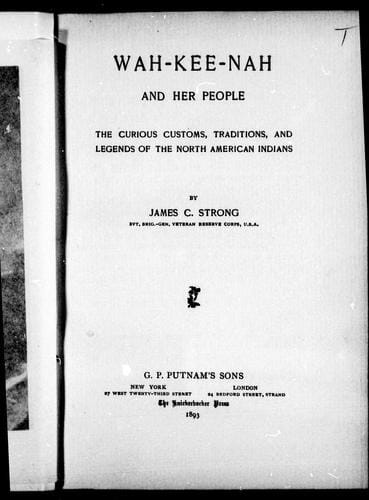 WAH-KEE-NAH
AND HER PEOPLE
THE CURIOUS CUSTOMS, TRADITIONS, AND
LEGENDS OF THE NORTH AMERICAN INDIANS
BY
JAMES C. STRONG
BVT, BRIG.-GEN, VETERAN RESERVE CORPS, U.S.A.
G. P. PUTNAM'S SONS
NEW YORK LONDON
27 WEST TWENTY-THIRD STREET 24 BEDFORD STREET, STRAND
The Knickerbocker Press
1893